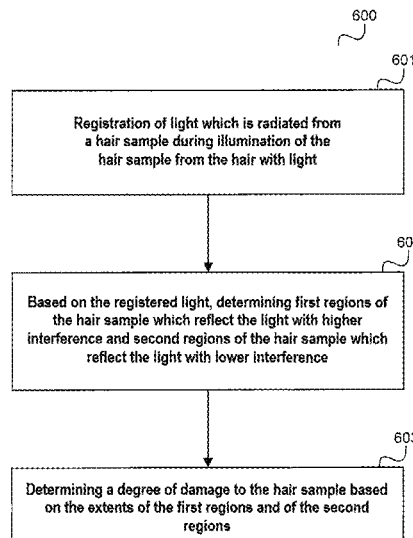 600
601
Registration of light which is radiated from
a hair sample during illumination of the
hair sample from the hair with light
60
Based on the registered light, determining first regions of
the hair sample which reflect the light with higher
interference and second regions of the hair sample which
reflect the light with lower interference
603
Determining a degree of damage to the hair sample based
on the extents of the first regions and of the second
regions